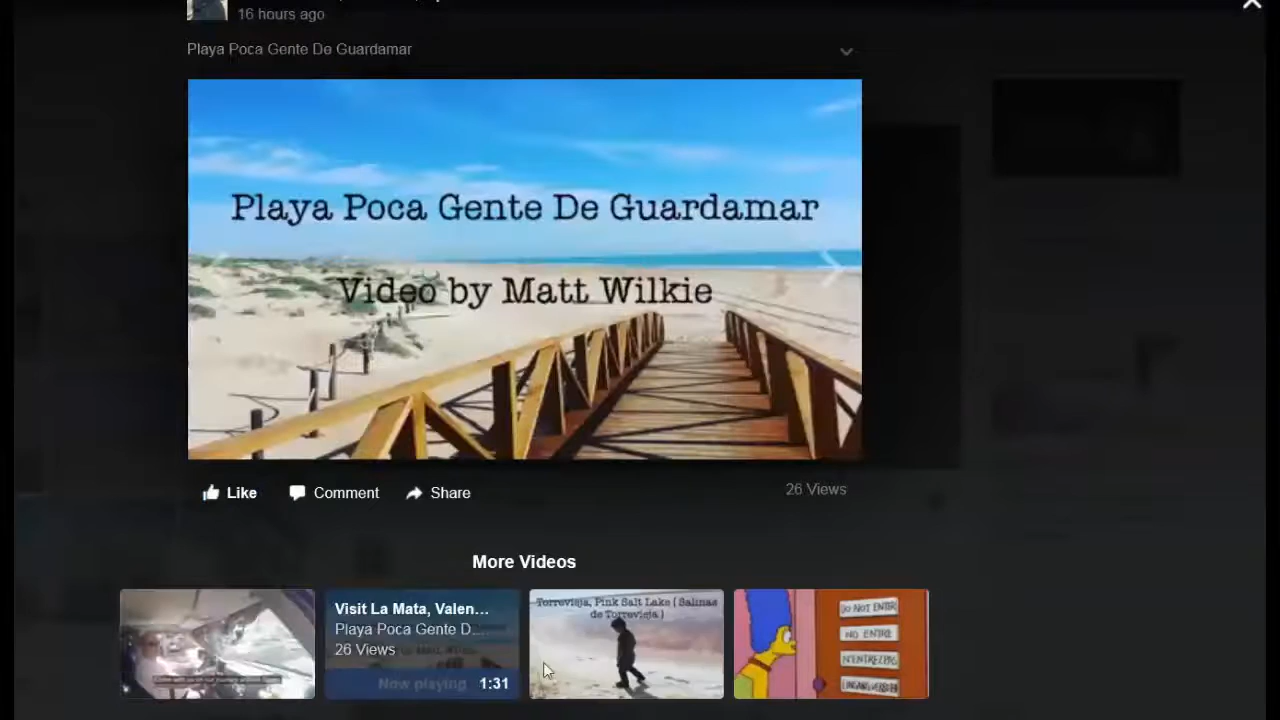 16 hours ago
Playa Poca Gente De Guardamar
Playa Poca Gente De Guardamar
Video by Matt Wilkie
Like
Comment
Share
26 Views
More Videos
Visit La Mata, Valen...
Playa Poca Gente D...
26 Views
Now playing 1:31
Torrevieja, Pink Salt Lake ( Salinas
de Torrevieja )
DO NOT ENTER
NO ENTRE